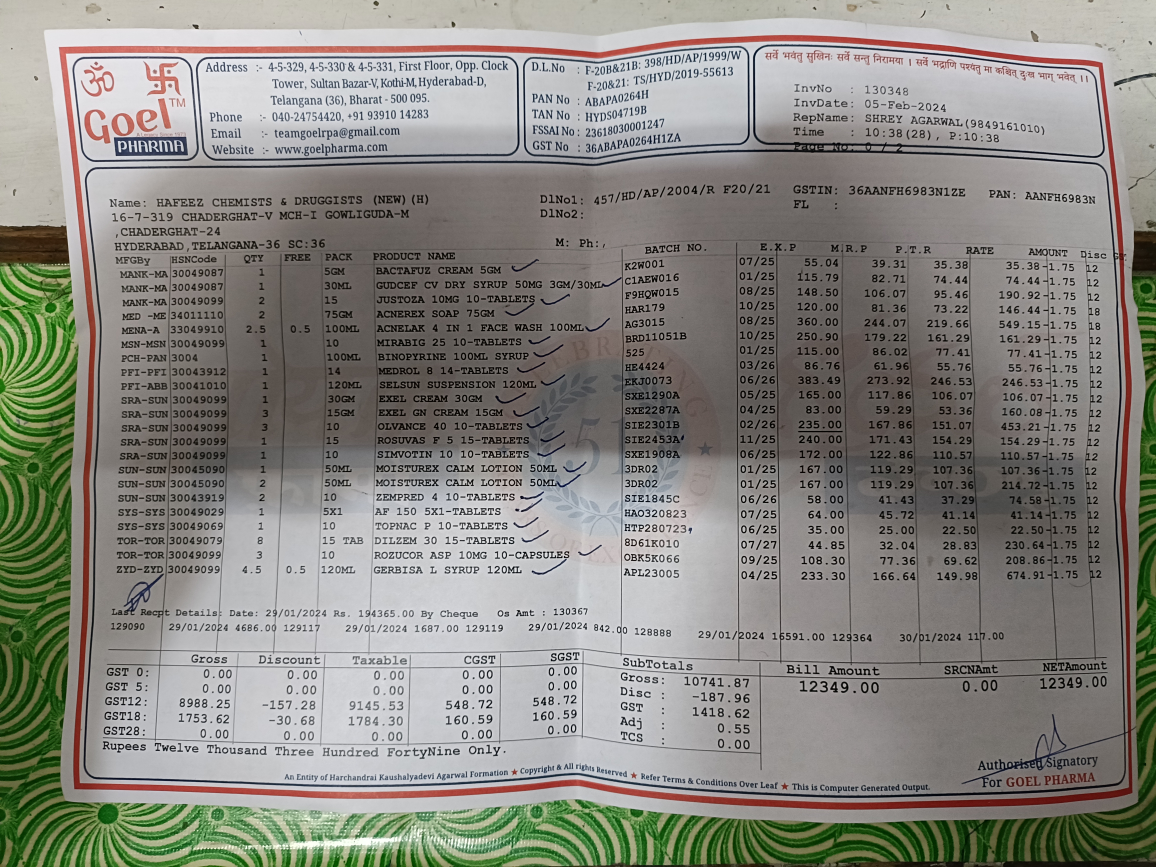 ॐ 卐
Goel TM
A Legacy Since 1973
PHARMA
Address :- 4-5-329, 4-5-330 & 4-5-331, First Floor, Opp. Clock
Tower, Sultan Bazar-V, Kothi-M, Hyderabad-D,
Telangana (36), Bharat - 500 095.
Phone :- 040-24754420, +91 93910 14283
Email :- teamgoelrpa@gmail.com
Website :- www.goelpharma.com
D.L.No : F-20B&21B: 398/HD/AP/1999/W
F-20&21: TS/HYD/2019-55613
PAN No : ABAPA0264H
TAN No : HYDS04719B
FSSAI No : 23618030001247
GST No : 36ABAPA0264H1ZA
सर्वे भवंतु सुखिनः सर्वे सन्तु निरामया । सर्वे भद्राणि पश्यंतु मा कश्चित् दुःख भाग् भवेत् ।।
InvNo : 130348
InvDate: 05-Feb-2024
RepName: SHREY AGARWAL(9849161010)
Time : 10:38(28), P:10:38
Page No: 0 / 2
Name: HAFEEZ CHEMISTS & DRUGGISTS (NEW)(H)
16-7-319 CHADERGHAT-V MCH-I GOWLIGUDA-M
,CHADERGHAT-24
HYDERABAD,TELANGANA-36 SC:36
DlNo1: 457/HD/AP/2004/R F20/21
DlNo2:
M: Ph:,
GSTIN: 36AANFH6983N1ZE PAN: AANFH6983N
FL :
MFGBy HSNCode QTY FREE PACK PRODUCT NAME BATCH NO. E.X.P M.R.P P.T.R RATE AMOUNT Disc
MANK-MA 30049087 1 5GM BACTAFUZ CREAM 5GM K2W001 07/25 55.04 39.31 35.38 35.38-1.75 12
MANK-MA 30049087 1 30ML GUDCEF CV DRY SYRUP 50MG 3GM/30ML C1AEW016 01/25 115.79 82.71 74.44 74.44-1.75 12
MANK-MA 30049099 2 15 JUSTOZA 10MG 10-TABLETS F9HQW015 08/25 148.50 106.07 95.46 190.92-1.75 12
MED -ME 34011110 2 75GM ACNEREX SOAP 75GM HAR179 10/25 120.00 81.36 73.22 146.44-1.75 18
MENA-A 33049910 2.5 0.5 100ML ACNELAK 4 IN 1 FACE WASH 100ML AG3015 08/25 360.00 244.07 219.66 549.15-1.75 18
MSN-MSN 30049099 1 10 MIRABIG 25 10-TABLETS BRD11051B 10/25 250.90 179.22 161.29 161.29-1.75 12
PCH-PAN 3004 1 100ML BINOPYRINE 100ML SYRUP 525 01/25 115.00 86.02 77.41 77.41-1.75 12
PFI-PFI 30043912 1 14 MEDROL 8 14-TABLETS HE4424 03/26 86.76 61.96 55.76 55.76-1.75 12
PFI-ABB 30041010 1 120ML SELSUN SUSPENSION 120ML EKJ0073 06/26 383.49 273.92 246.53 246.53-1.75 12
SRA-SUN 30049099 1 30GM EXEL CREAM 30GM SXE1290A 05/25 165.00 117.86 106.07 106.07-1.75 12
SRA-SUN 30049099 3 15GM EXEL GN CREAM 15GM SXE2287A 04/25 83.00 59.29 53.36 160.08-1.75 12
SRA-SUN 30049099 3 10 OLVANCE 40 10-TABLETS SIE2301B 02/26 235.00 167.86 151.07 453.21-1.75 12
SRA-SUN 30049099 1 15 ROSUVAS F 5 15-TABLETS SIE2453A 11/25 240.00 171.43 154.29 154.29-1.75 12
SRA-SUN 30049099 1 10 SIMVOTIN 10 10-TABLETS SXE1908A 06/25 172.00 122.86 110.57 110.57-1.75 12
SUN-SUN 30045090 1 50ML MOISTUREX CALM LOTION 50ML 3DR02 01/25 167.00 119.29 107.36 107.36-1.75 12
SUN-SUN 30045090 2 50ML MOISTUREX CALM LOTION 50ML 3DR02 01/25 167.00 119.29 107.36 214.72-1.75 12
SUN-SUN 30043919 2 10 ZEMPRED 4 10-TABLETS SIE1845C 06/26 58.00 41.43 37.29 74.58-1.75 12
SYS-SYS 30049029 1 5X1 AF 150 5X1-TABLETS HAO320823 07/25 64.00 45.72 41.14 41.14-1.75 12
SYS-SYS 30049069 1 10 TOPNAC P 10-TABLETS HTP280723 06/26 35.00 25.00 22.50 22.50-1.75 12
TOR-TOR 30049079 8 15 TAB DILZEM 30 15-TABLETS 8D61K010 07/27 44.85 32.04 28.83 230.64-1.75 12
TOR-TOR 30049099 3 10 ROZUCOR ASP 10MG 10-CAPSULES OBK5K066 09/25 108.30 77.36 69.62 208.86-1.75 12
ZYD-ZYD 30049099 4.5 0.5 120ML GERBISA L SYRUP 120ML APL23005 04/25 233.30 166.64 149.98 674.91-1.75 12
Last Recpt Details: Date: 29/01/2024 Rs. 194365.00 By Cheque Os Amt : 130367
129090 29/01/2024 4686.00 129117 29/01/2024 1687.00 129119 29/01/2024 842.00 128888 29/01/2024 16591.00 129364 30/01/2024 117.00
Gross Discount Taxable CGST SGST
GST 0: 0.00 0.00 0.00 0.00 0.00
GST 5: 0.00 0.00 0.00 0.00 0.00
GST12: 8988.25 -157.28 9145.53 548.72 548.72
GST18: 1753.62 -30.68 1784.30 160.59 160.59
GST28: 0.00 0.00 0.00 0.00 0.00
Rupees Twelve Thousand Three Hundred FortyNine Only.
SubTotals
Gross: 10741.87
Disc : -187.96
GST : 1418.62
Adj : 0.55
TCS : 0.00
Bill Amount SRCNAmt NETAmount
12349.00 0.00 12349.00
Authorised Signatory
For GOEL PHARMA
An Entity of Harchandrai Kaushalyadevi Agarwal Formation ★ Copyright & All rights Reserved ★ Refer Terms & Conditions Over Leaf ★ This is Computer Generated Output.